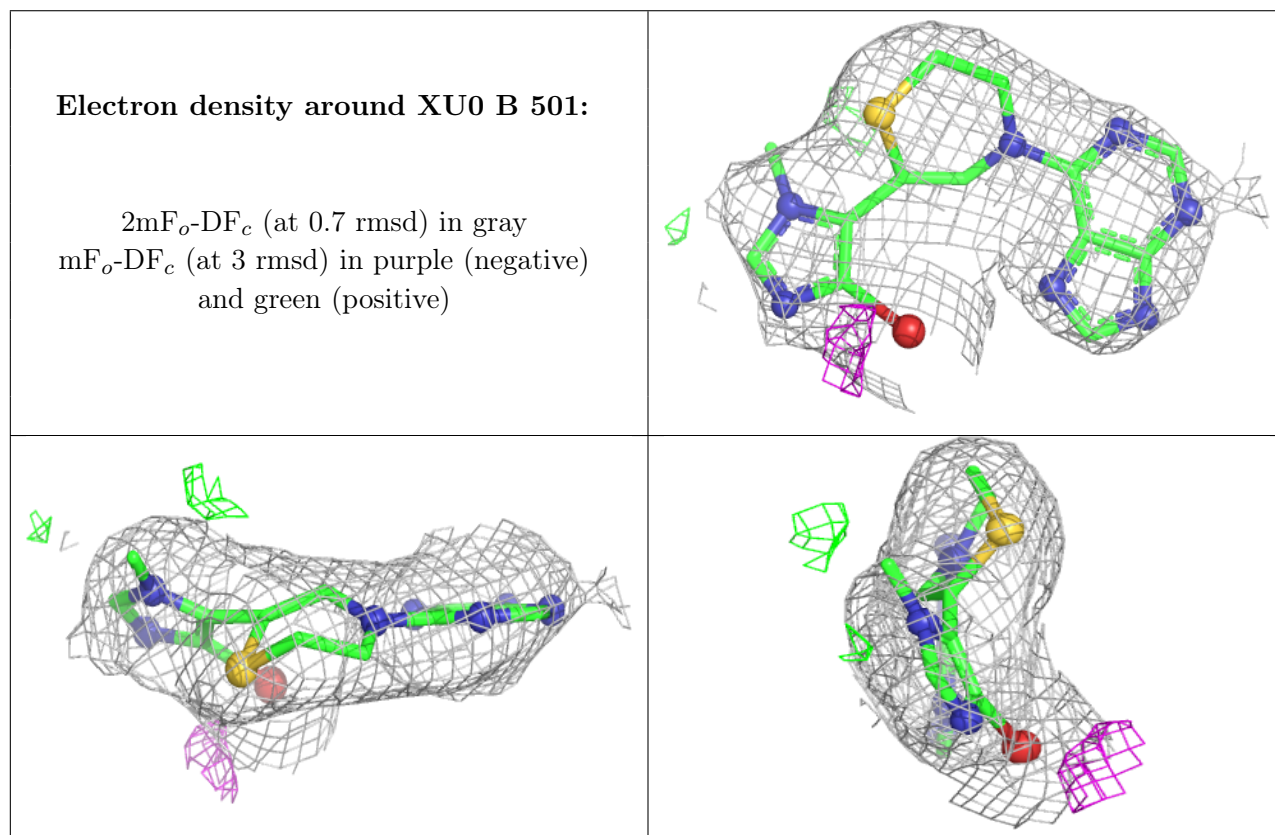 Electron density around XU0 B 501:
2mFₒ-DF𝒸 (at 0.7 rmsd) in gray
mFₒ-DF𝒸 (at 3 rmsd) in purple (negative)
and green (positive)